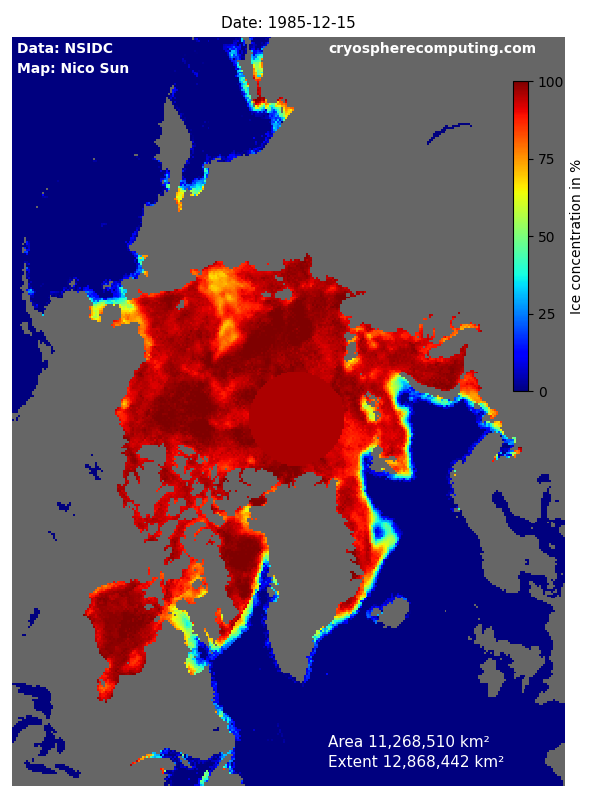 Date: 1985-12-15
Data: NSIDC
Map: Nico Sun
cryospherecomputing.com
100
75
50
25
0
Ice concentration in %
Area 11,268,510 km²
Extent 12,868,442 km²